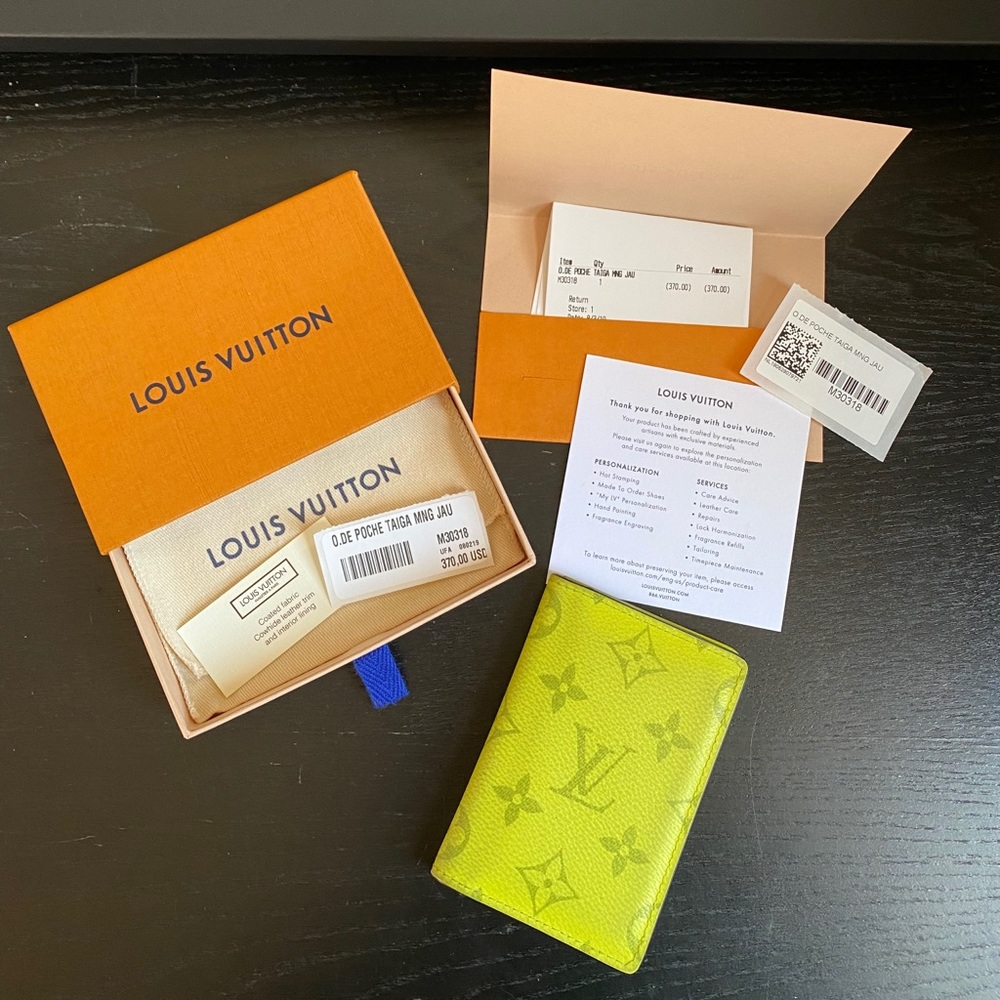 LOUIS VUITTON
LOUIS VUITTON
O.DE POCHE TAIGA MNG JAU
M30318
UFA 080219
370,00 USD
LOUIS VUITTON
Coated fabric
Cowhide leather trim
and interior lining
Item Qty Price Amount
O.DE POCHE TAIGA MNG JAU
M30318 1 (370.00) (370.00)
Return
Store: 1
O DE POCHE TAIGA MNG JAU
M30318
LOUIS VUITTON
Thank you for shopping with Louis Vuitton.
Your product has been crafted by experienced
artisans with exclusive materials.
Please visit us again to explore the personalization
and care services available at this location:
PERSONALIZATION
• Hot Stamping
• Made To Order Shoes
• "My LV" Personalization
• Hand Painting
• Fragrance Engraving
SERVICES
• Care Advice
• Leather Care
• Repairs
• Lock Harmonization
• Fragrance Refills
• Tailoring
• Timepiece Maintenance
To learn more about preserving your item, please access
louisvuitton.com/eng-us/product-care
LOUISVUITTON.COM
866.VUITTON
LV